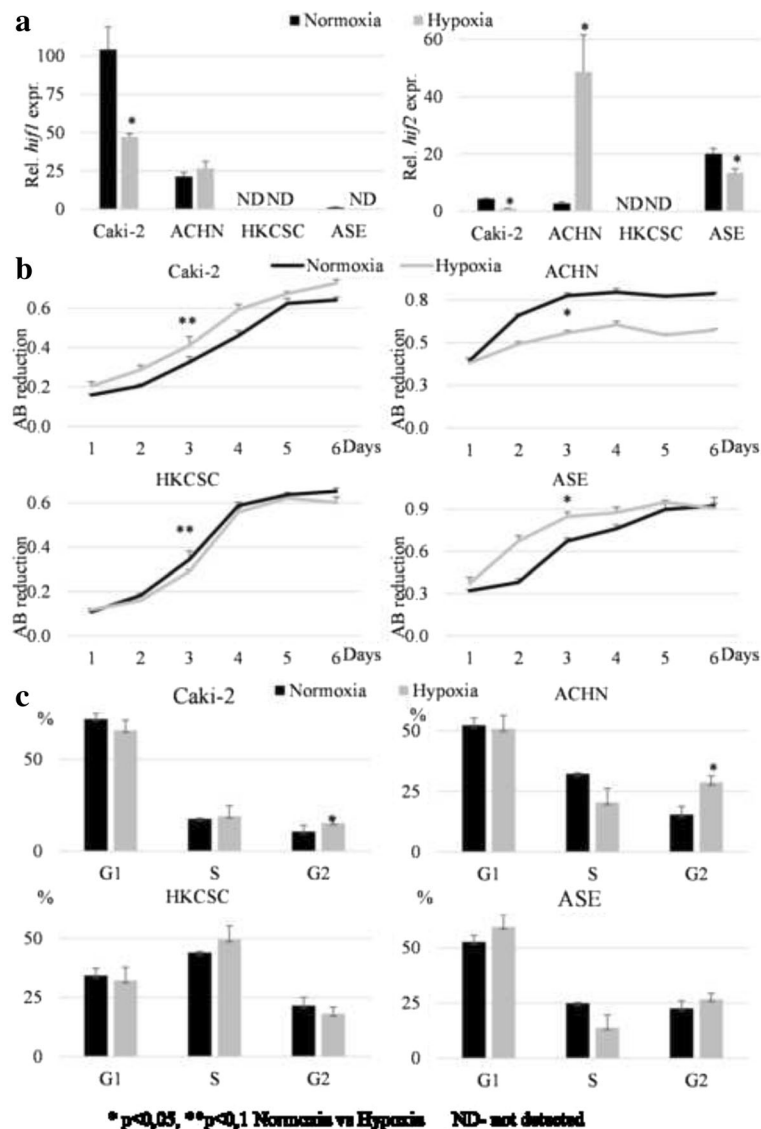 a
Normoxia Hypoxia
Rel. hif1 expr.
100
75
50
25
0
*
ND ND
ND
Caki-2 ACHN HKCSC ASE
Rel. hif2 expr.
60
40
20
0
*
*
ND ND
*
Caki-2 ACHN HKCSC ASE
b
Normoxia Hypoxia
Caki-2
AB reduction
0.6
0.4
0.2
0.0
**
1 2 3 4 5 6 Days
ACHN
AB reduction
0.8
0.5
0.3
0.0
*
1 2 3 4 5 6 Days
HKCSC
AB reduction
0.6
0.4
0.2
0.0
**
1 2 3 4 5 6 Days
ASE
AB reduction
0.9
0.6
0.3
0.0
*
1 2 3 4 5 6 Days
c
Normoxia Hypoxia
Caki-2
%
50
0
*
G1 S G2
ACHN
%
50
25
0
*
G1 S G2
HKCSC
%
50
25
0
G1 S G2
ASE
%
50
25
0
G1 S G2
* p<0,05, **p<0,1 Normoxia vs Hypoxia ND- not detected